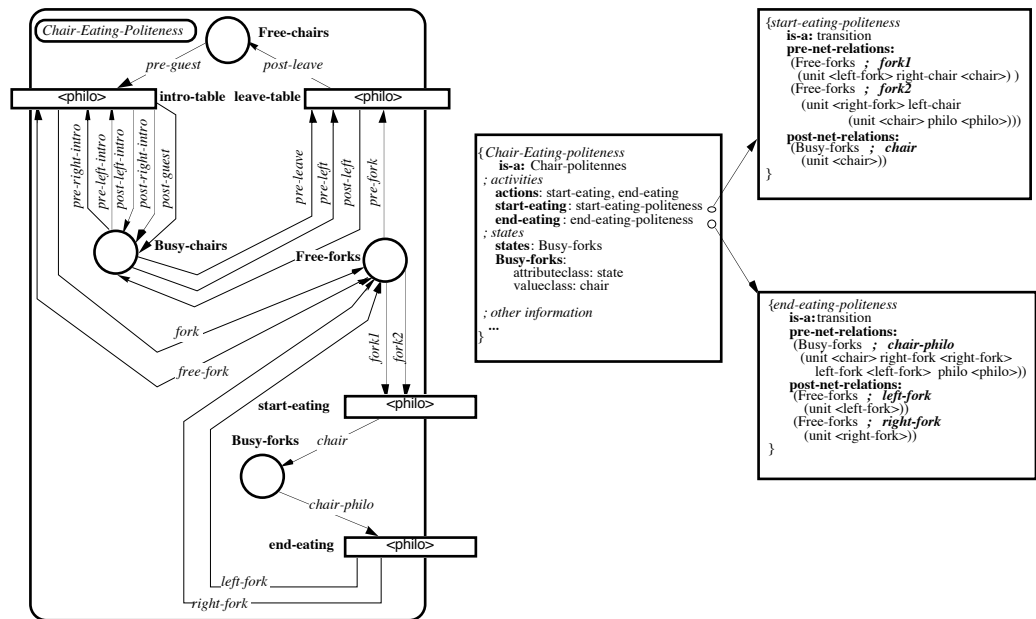 Chair-Eating-Politeness
Free-chairs
pre-guest
post-leave
<philo>
intro-table
leave-table
<philo>
pre-right-intro
pre-left-intro
post-left-intro
post-right-intro
post-guest
pre-leave
pre-left
post-left
pre-fork
Busy-chairs
Free-forks
fork
free-fork
fork1
fork2
start-eating
<philo>
Busy-forks
chair
chair-philo
end-eating
<philo>
left-fork
right-fork
{Chair-Eating-politeness
is-a: Chair-politennes
; activities
actions: start-eating, end-eating
start-eating: start-eating-politeness
end-eating: end-eating-politeness
; states
states: Busy-forks
Busy-forks:
attributeclass: state
valueclass: chair
; other information
...
}
{start-eating-politeness
is-a: transition
pre-net-relations:
(Free-forks ; fork1
(unit <left-fork> right-chair <chair>) )
(Free-forks ; fork2
(unit <right-fork> left-chair
(unit <chair> philo <philo>)))
post-net-relations:
(Busy-forks ; chair
(unit <chair>))
}
{end-eating-politeness
is-a: transition
pre-net-relations:
(Busy-forks ; chair-philo
(unit <chair> right-fork <right-fork>
left-fork <left-fork> philo <philo>))
post-net-relations:
(Free-forks ; left-fork
(unit <left-fork>))
(Free-forks ; right-fork
(unit <right-fork>))
}